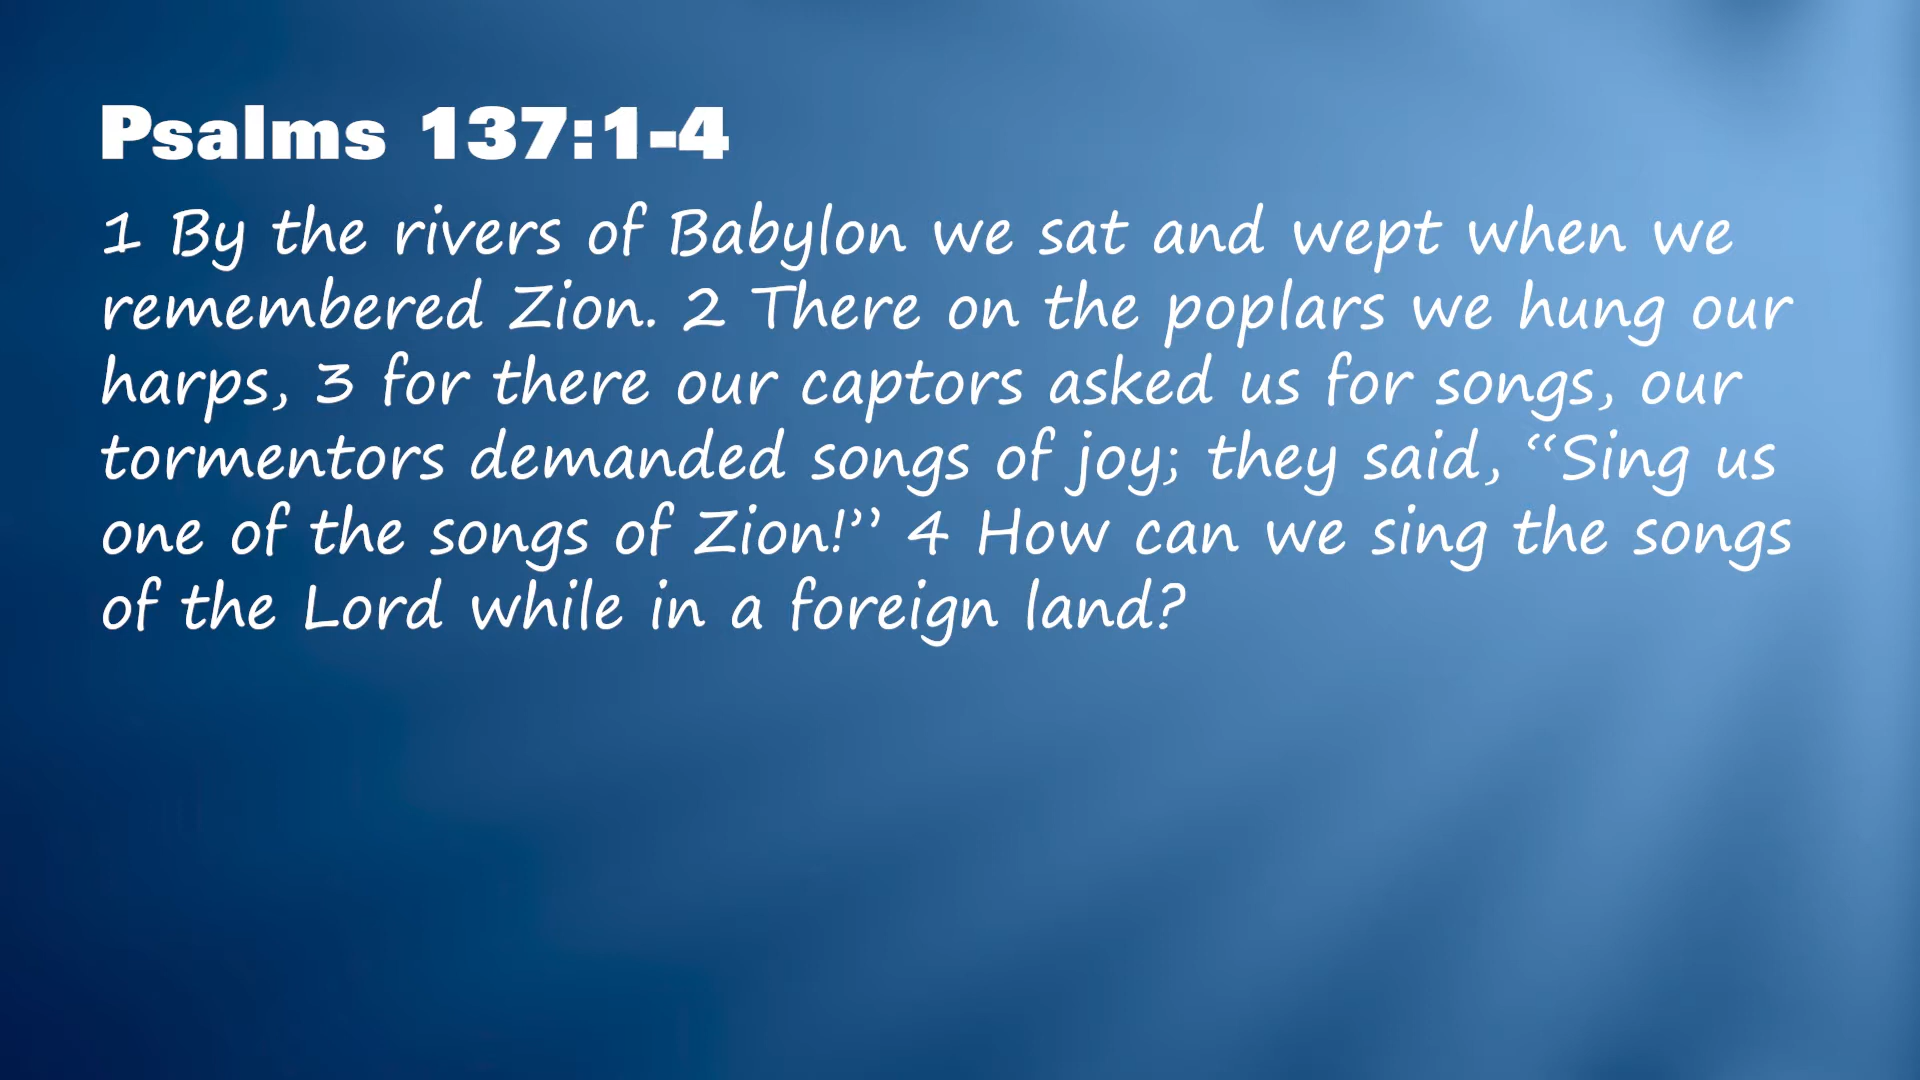 Psalms 137:1-4
1 By the rivers of Babylon we sat and wept when we
remembered Zion. 2 There on the poplars we hung our
harps, 3 for there our captors asked us for songs, our
tormentors demanded songs of joy; they said, “Sing us
one of the songs of Zion!” 4 How can we sing the songs
of the Lord while in a foreign land?